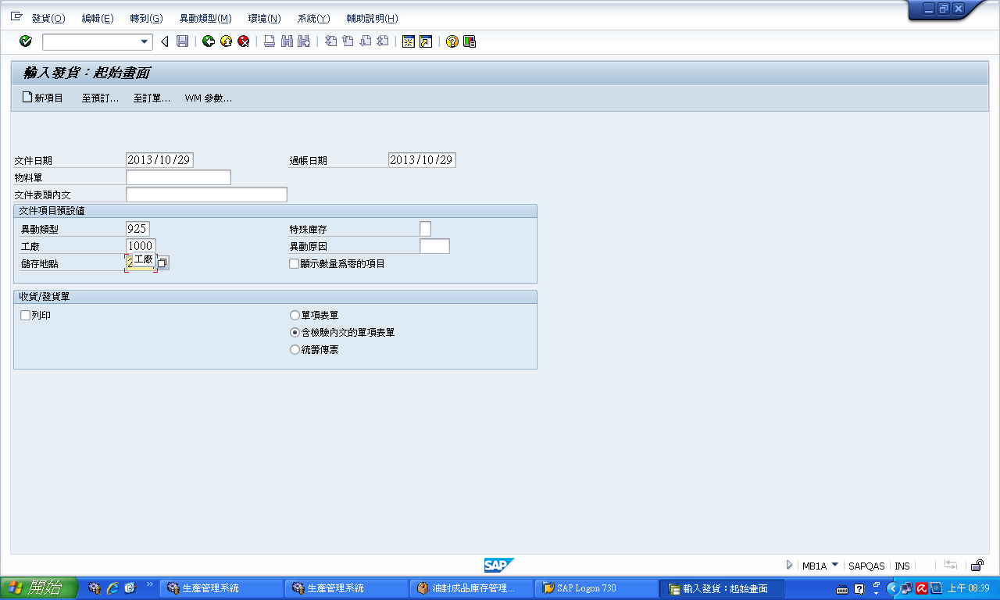 發貨(O) 編輯(E) 轉到(G) 異動類型(M) 環境(N) 系統(Y) 輔助說明(H)
輸入發貨：起始畫面
新項目 至預訂... 至訂單... WM 參數...
文件日期 2013/10/29 過帳日期 2013/10/29
物料單
文件表頭內文
文件項目預設值
異動類型 925 特殊庫存
工廠 1000 異動原因
儲存地點 2 工廠 顯示數量為零的項目
收貨/發貨單
列印 單項表單
含檢驗內文的單項表單
統籌傳票
SAP MB1A SAPQAS INS
開始 生產管理系統 生產管理系統 油封成品庫存管理... SAP Logon 730 輸入發貨：起始畫面 上午 08:39